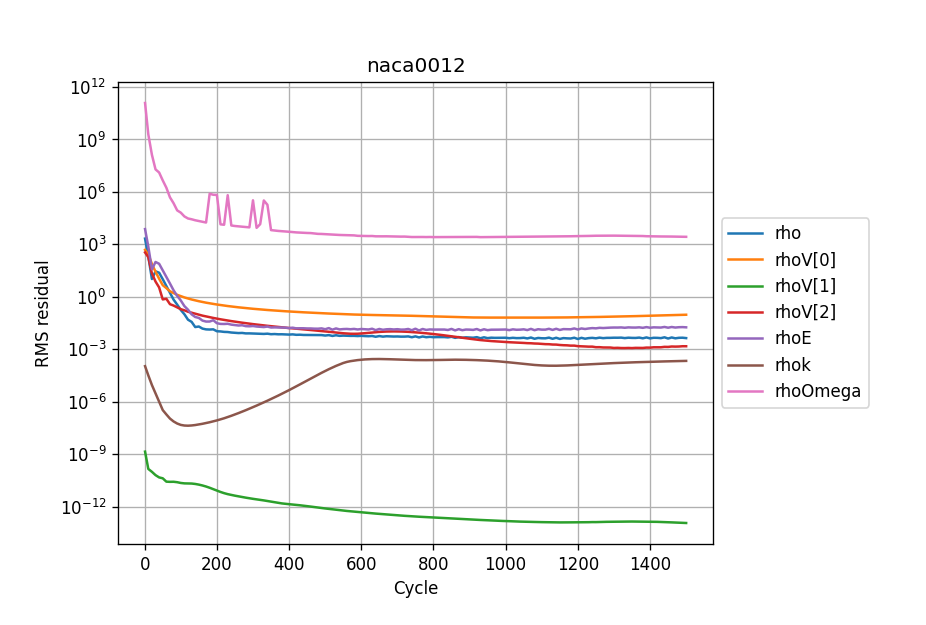 naca0012
10^12
10^9
10^6
10^3
10^0
10^−3
10^−6
10^−9
10^−12
RMS residual
0 200 400 600 800 1000 1200 1400
Cycle
rho
rhoV[0]
rhoV[1]
rhoV[2]
rhoE
rhok
rhoOmega